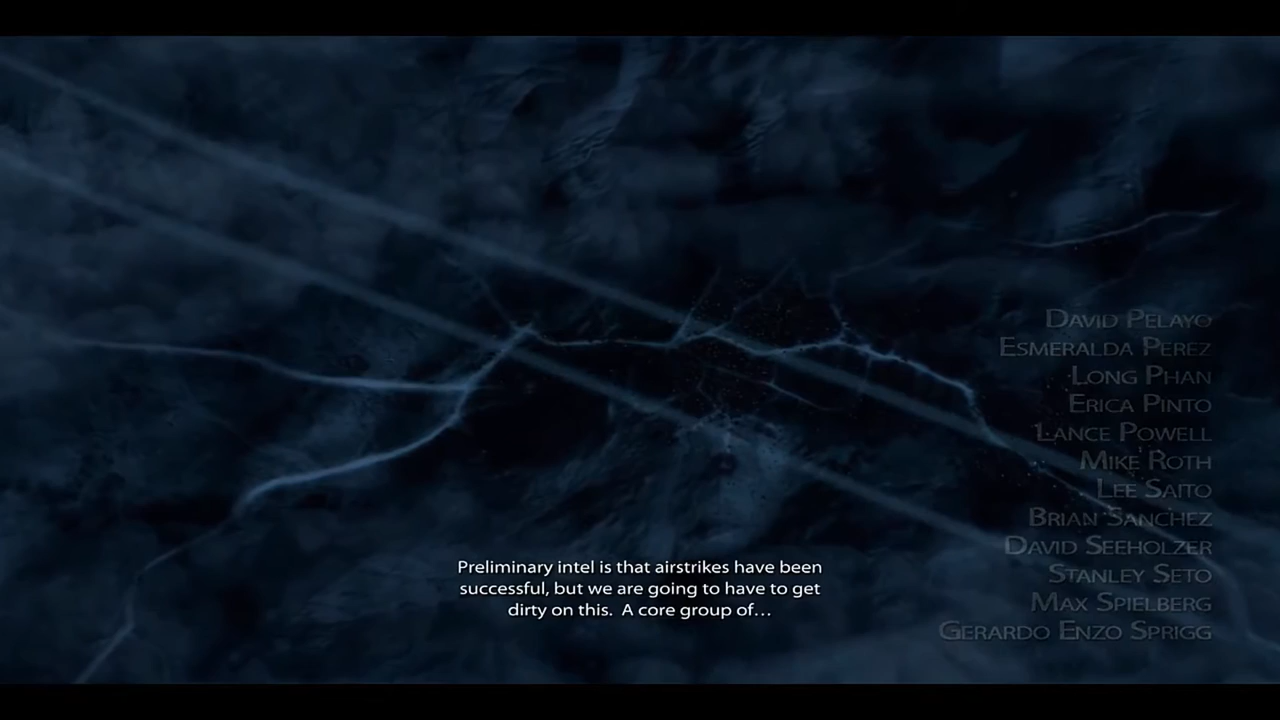 David Pelayo
Esmeralda Perez
Long Phan
Erica Pinto
Lance Powell
Mike Roth
Lee Saito
Brian Sanchez
David Seeholzer
Stanley Seto
Max Spielberg
Gerardo Enzo Sprigg
Preliminary intel is that airstrikes have been
successful, but we are going to have to get
dirty on this.  A core group of…